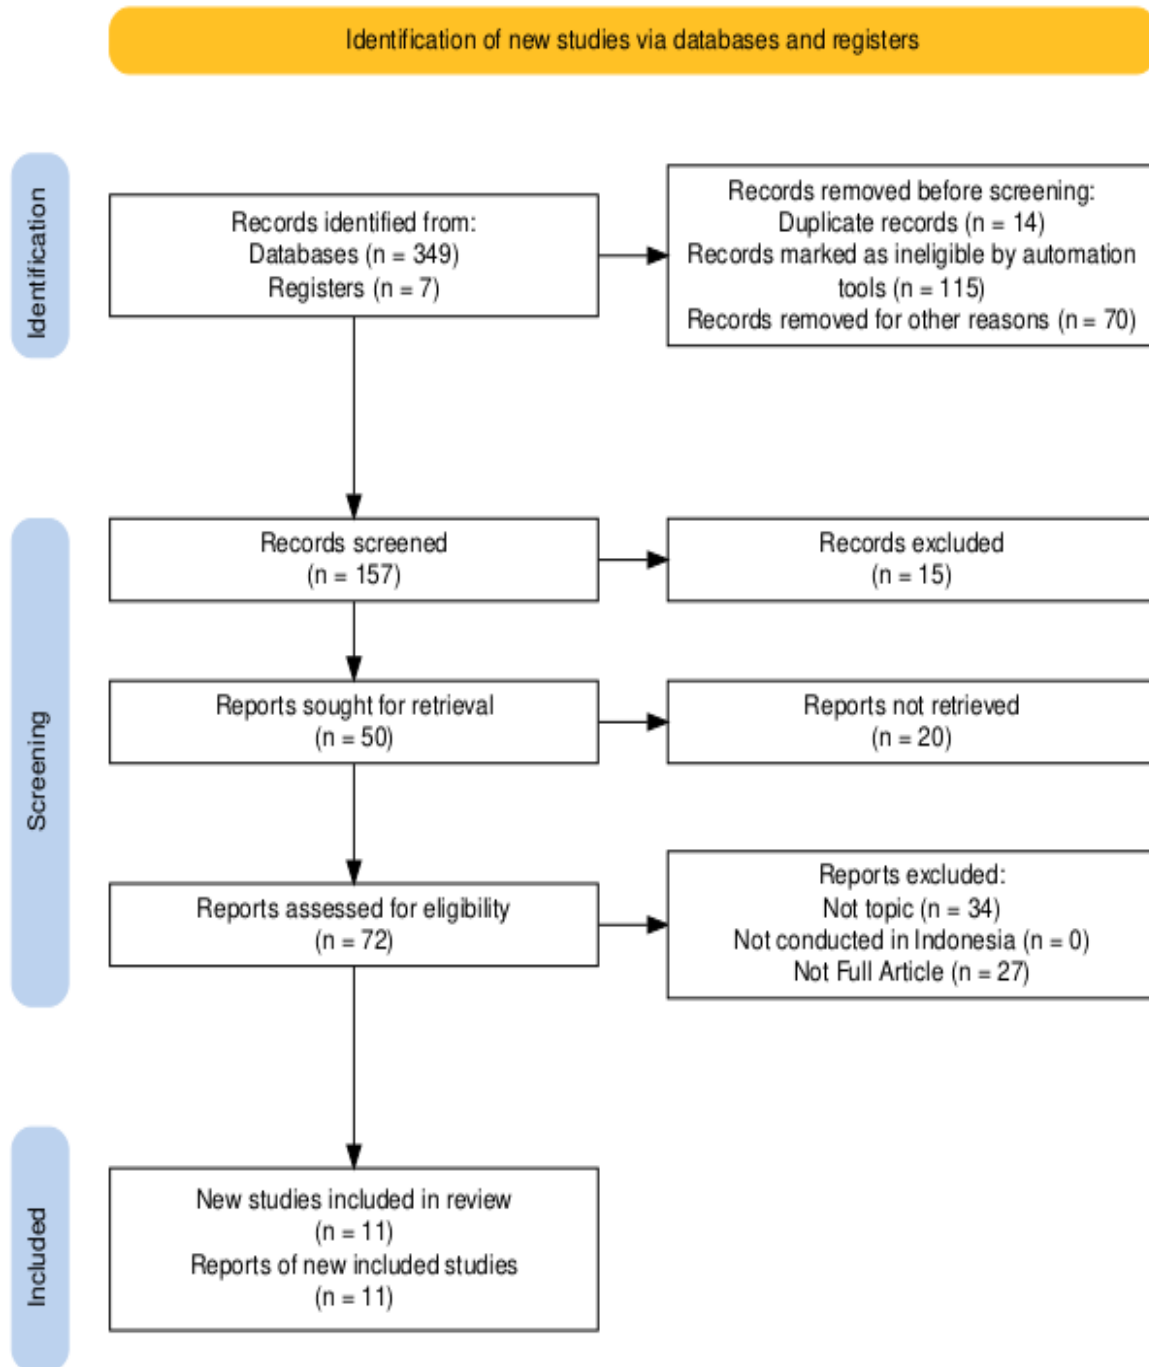 Identification of new studies via databases and registers
Identification
Records identified from:
Databases (n = 349)
Registers (n = 7)
Records removed before screening:
Duplicate records (n = 14)
Records marked as ineligible by automation
tools (n = 115)
Records removed for other reasons (n = 70)
Screening
Records screened
(n = 157)
Records excluded
(n = 15)
Reports sought for retrieval
(n = 50)
Reports not retrieved
(n = 20)
Reports assessed for eligibility
(n = 72)
Reports excluded:
Not topic (n = 34)
Not conducted in Indonesia (n = 0)
Not Full Article (n = 27)
Included
New studies included in review
(n = 11)
Reports of new included studies
(n = 11)